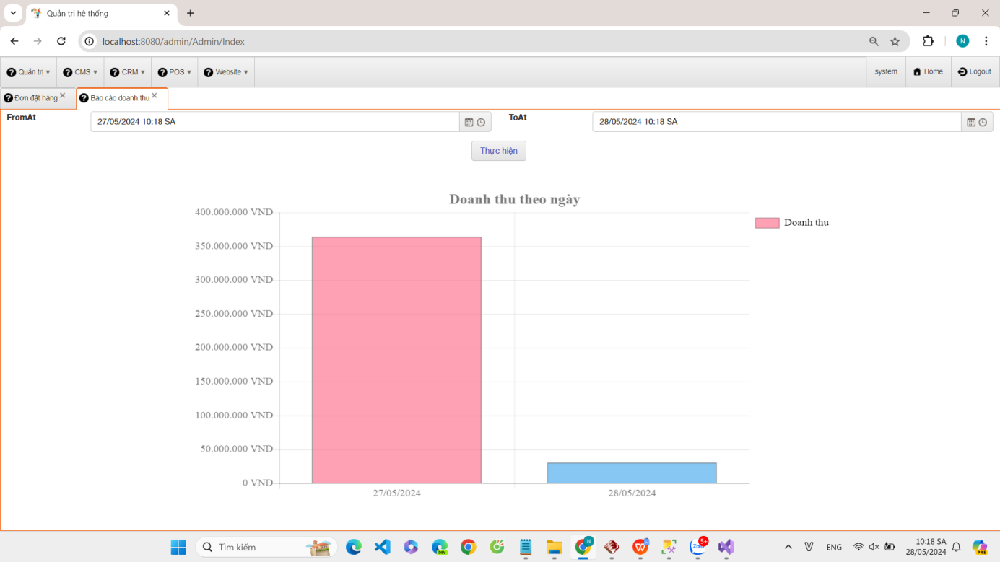 Quản trị hệ thống
localhost:8080/admin/Admin/Index
N
Quản trị CMS CRM POS Website system Home Logout
Đơn đặt hàng Báo cáo doanh thu
FromAt 27/05/2024 10:18 SA ToAt 28/05/2024 10:18 SA
Thực hiện
Doanh thu theo ngày
Doanh thu
400.000.000 VND
350.000.000 VND
300.000.000 VND
250.000.000 VND
200.000.000 VND
150.000.000 VND
100.000.000 VND
50.000.000 VND
0 VND
27/05/2024 28/05/2024
Tìm kiếm
DEV
N
5+
Zalo
ENG
10:18 SA
28/05/2024
PRE